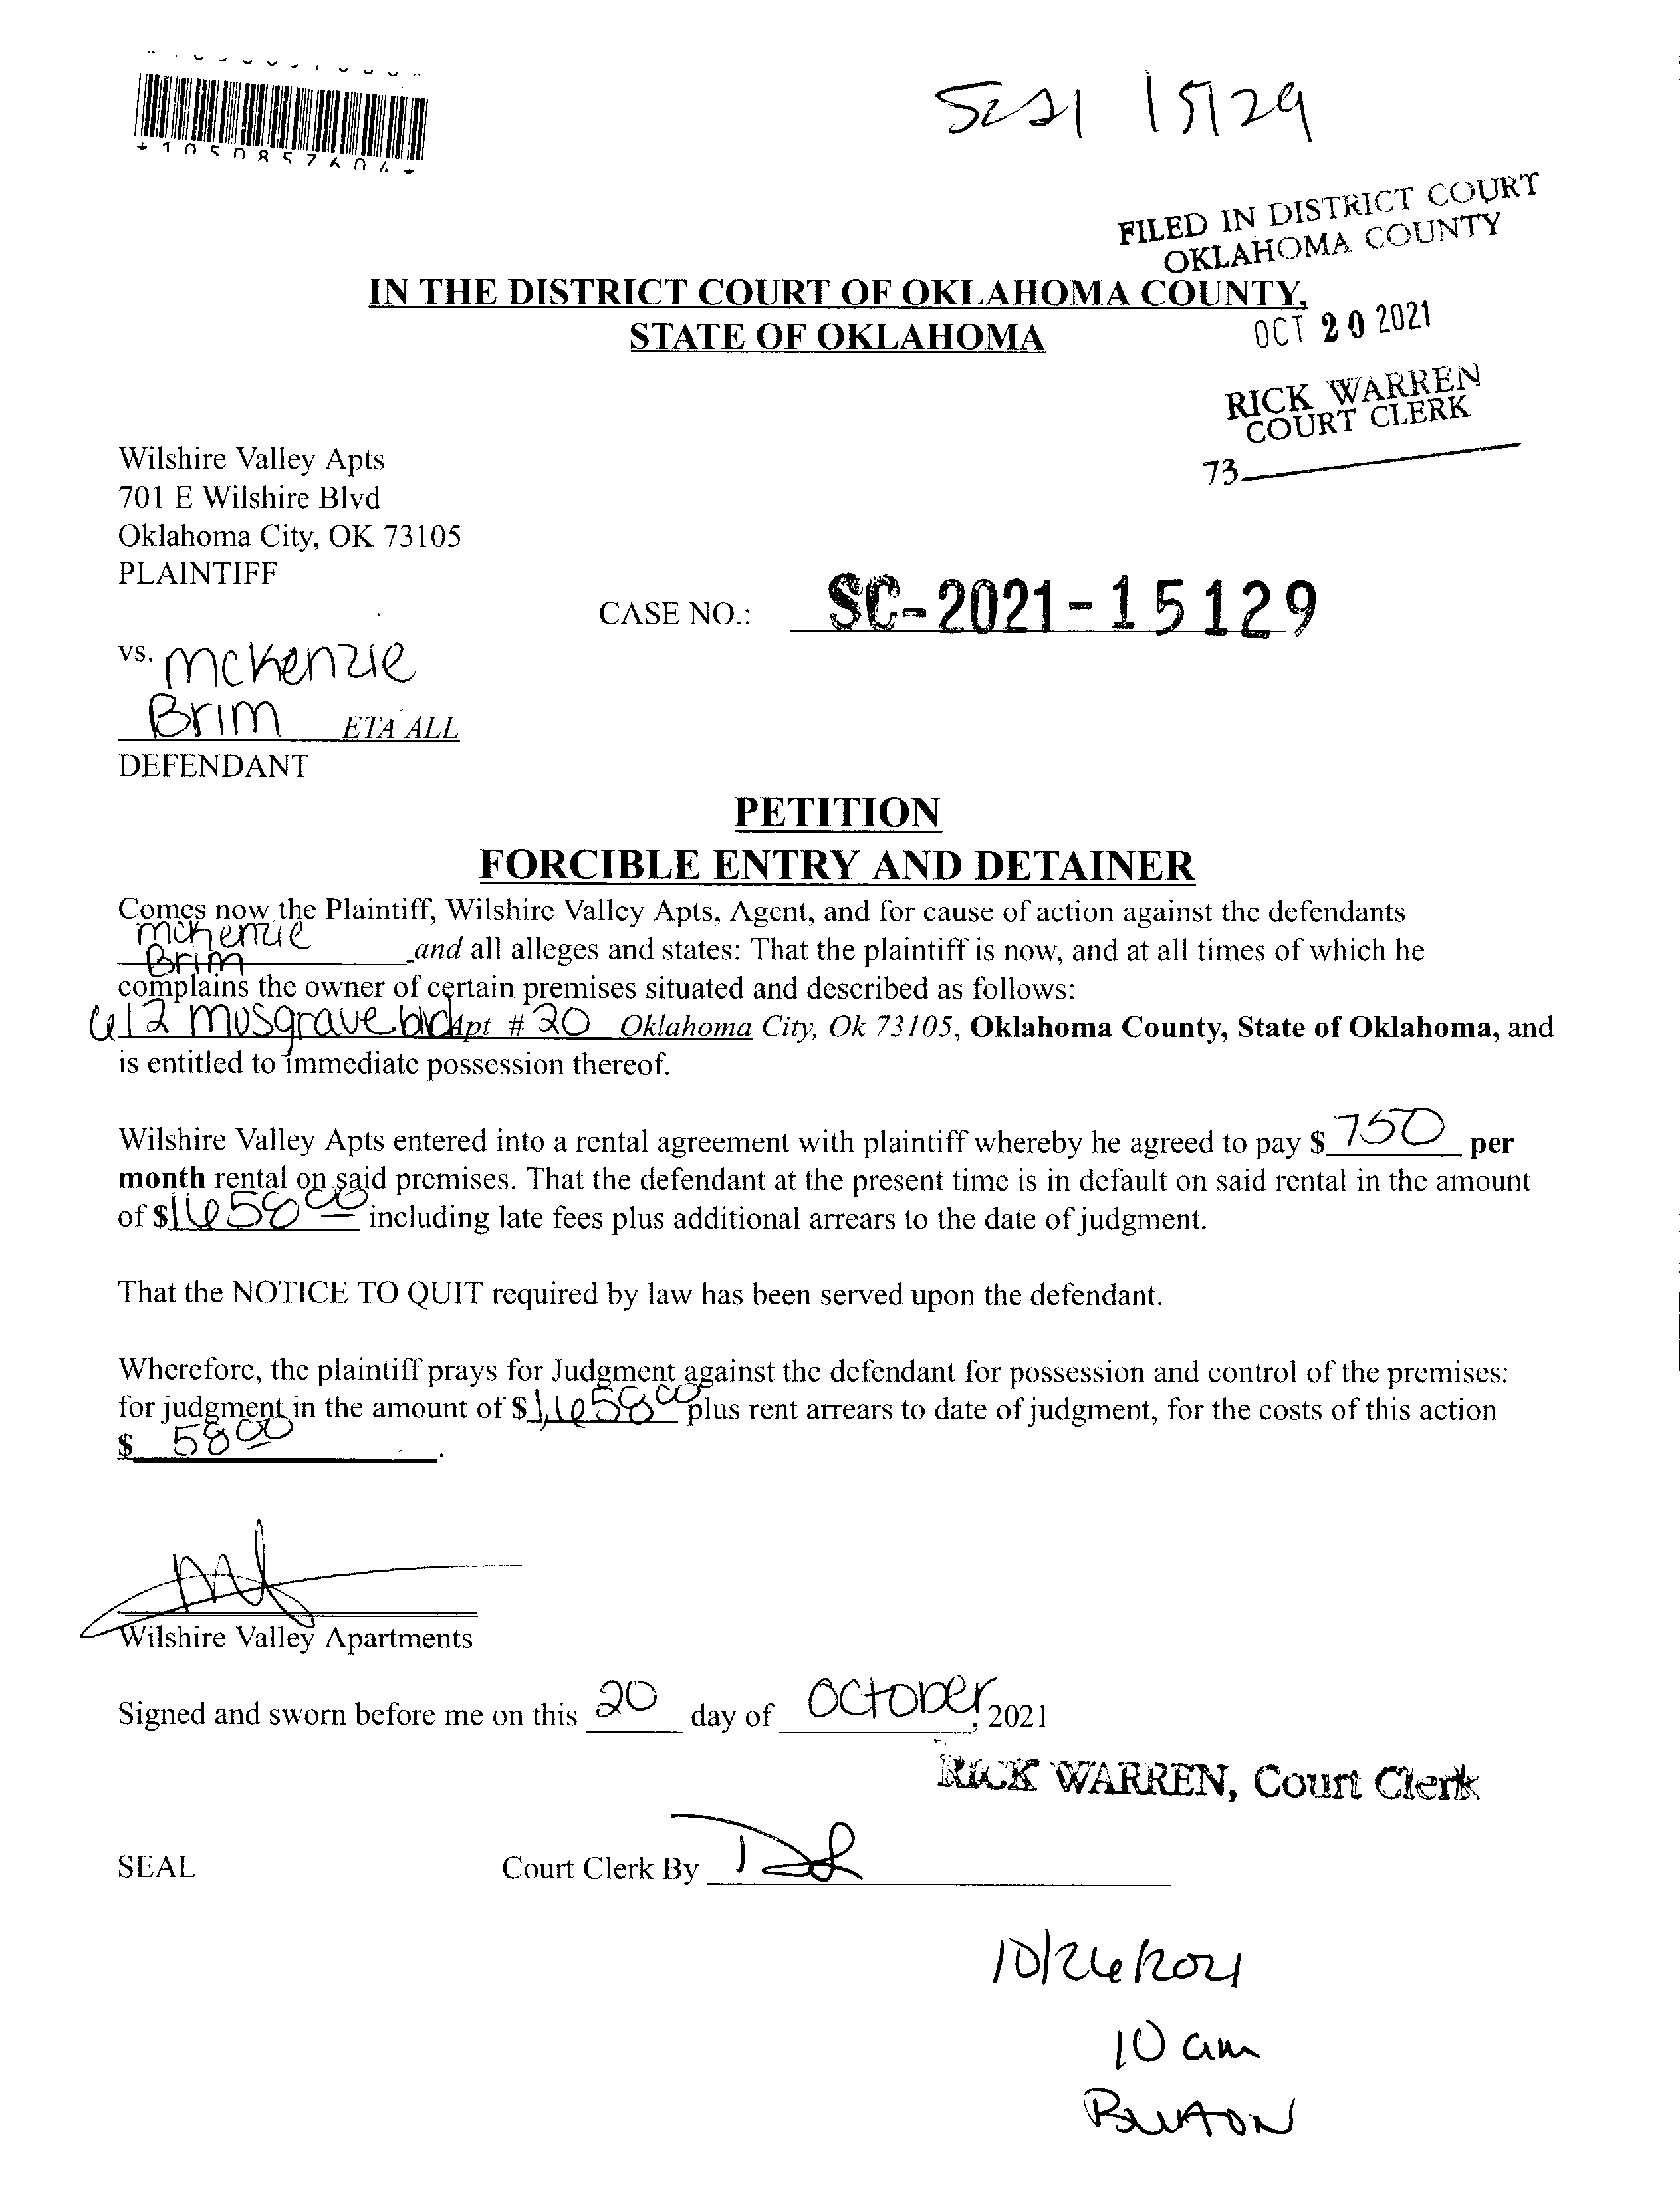 *1050857604*
SC21 15129
FILED IN DISTRICT COURT
OKLAHOMA COUNTY
IN THE DISTRICT COURT OF OKLAHOMA COUNTY,
STATE OF OKLAHOMA
OCT 20 2021
RICK WARREN
COURT CLERK
73
Wilshire Valley Apts
701 E Wilshire Blvd
Oklahoma City, OK 73105
PLAINTIFF
CASE NO.: SC-2021-15129
vs. mckenzie
Brim ETA ALL
DEFENDANT
PETITION
FORCIBLE ENTRY AND DETAINER
Comes now the Plaintiff, Wilshire Valley Apts, Agent, and for cause of action against the defendants
mckenzie
Brim and all alleges and states: That the plaintiff is now, and at all times of which he
complains the owner of certain premises situated and described as follows:
612 musgrave blvd Apt # 20 Oklahoma City, Ok 73105, Oklahoma County, State of Oklahoma, and
is entitled to immediate possession thereof.
Wilshire Valley Apts entered into a rental agreement with plaintiff whereby he agreed to pay $ 750 per
month rental on said premises. That the defendant at the present time is in default on said rental in the amount
of $1658 00 including late fees plus additional arrears to the date of judgment.
That the NOTICE TO QUIT required by law has been served upon the defendant.
Wherefore, the plaintiff prays for Judgment against the defendant for possession and control of the premises:
for judgment in the amount of $1,658 00 plus rent arrears to date of judgment, for the costs of this action
$ 58 00.
Wilshire Valley Apartments
Signed and sworn before me on this 20 day of October, 2021
RICK WARREN, Court Clerk
SEAL Court Clerk By
10/26/2021
10 am